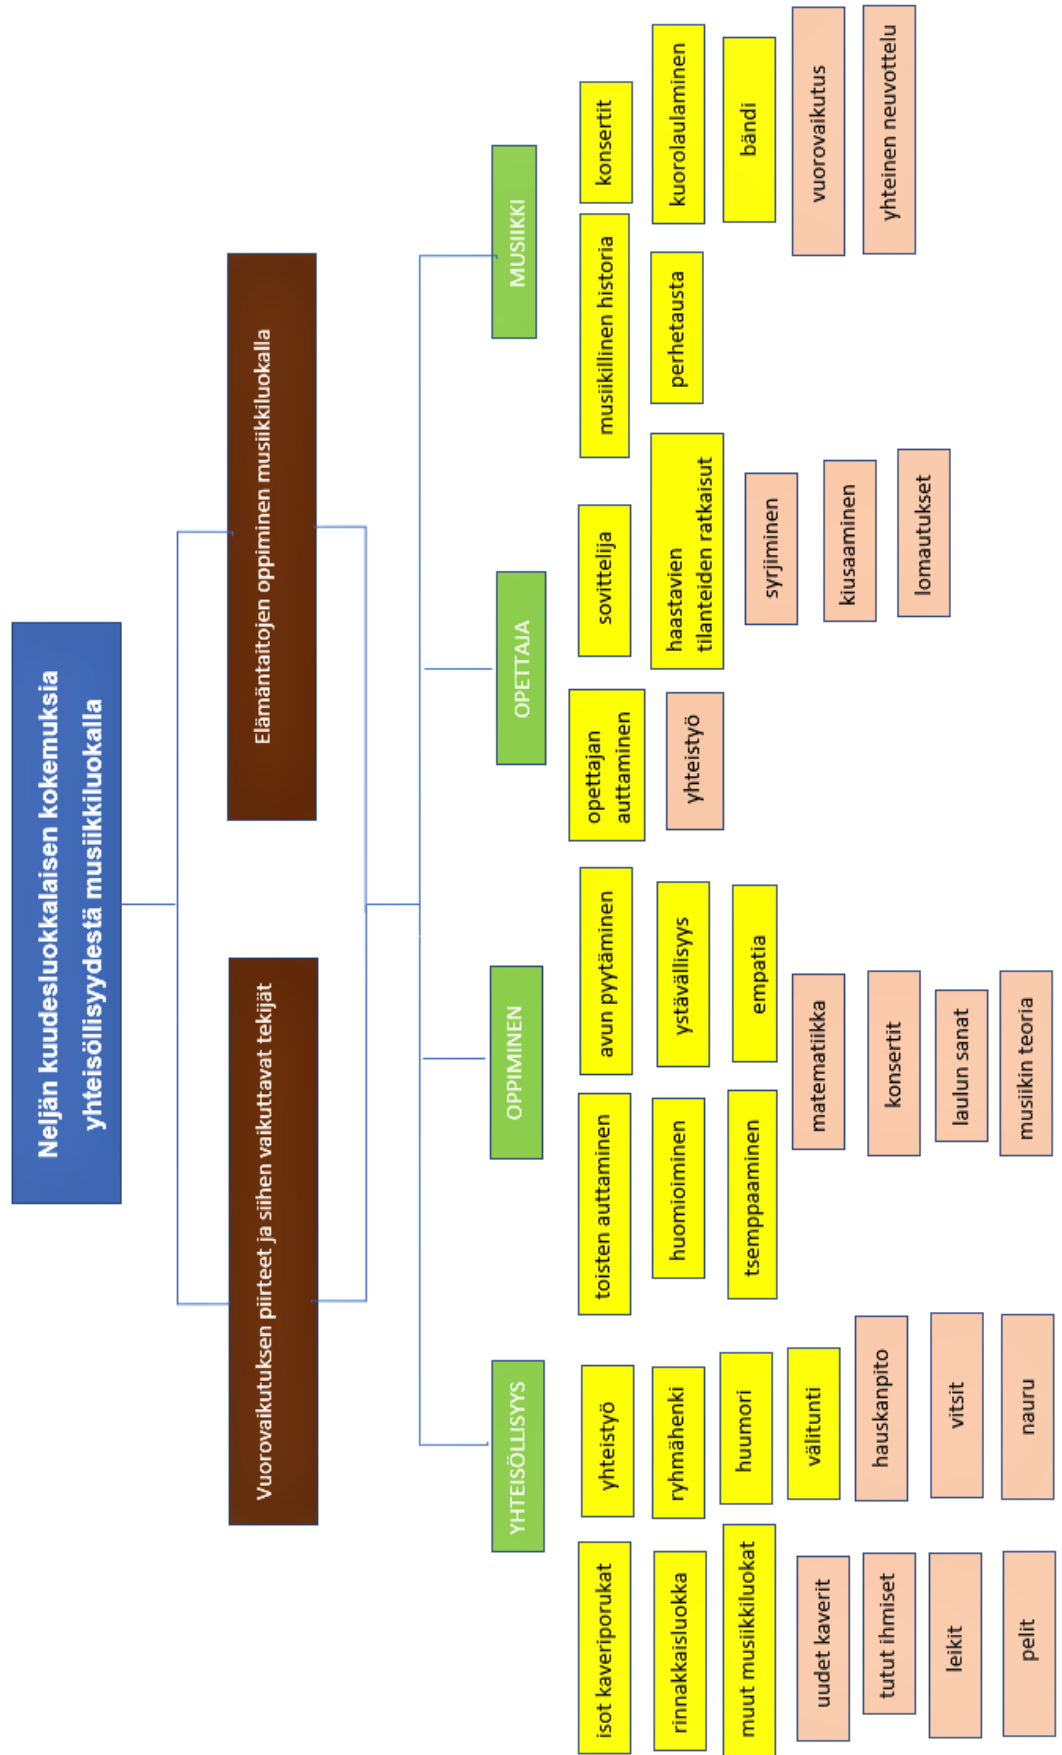 Neljän kuudesluokkalaisen kokemuksia
yhteisöllisyydestä musiikkiluokalla
Vuorovaikutuksen piirteet ja siihen vaikuttavat tekijät
Elämäntaitojen oppiminen musiikkiluokalla
YHTEISÖLLISYYS
isot kaveriporukat
rinnakkaisluokka
muut musiikkiluokat
uudet kaverit
tutut ihmiset
leikit
pelit
yhteistyö
ryhmähenki
huumori
välitunti
hauskanpito
vitsit
nauru
OPPIMINEN
toisten auttaminen
huomioiminen
tsemppaaminen
avun pyytäminen
ystävällisyys
empatia
matematiikka
konsertit
laulun sanat
musiikin teoria
OPETTAJA
opettajan
auttaminen
yhteistyö
sovittelija
haastavien
tilanteiden ratkaisut
syrjiminen
kiusaaminen
lomautukset
MUSIIKKI
musiikillinen historia
perhetausta
konsertit
kuorolaulaminen
bändi
vuorovaikutus
yhteinen neuvottelu